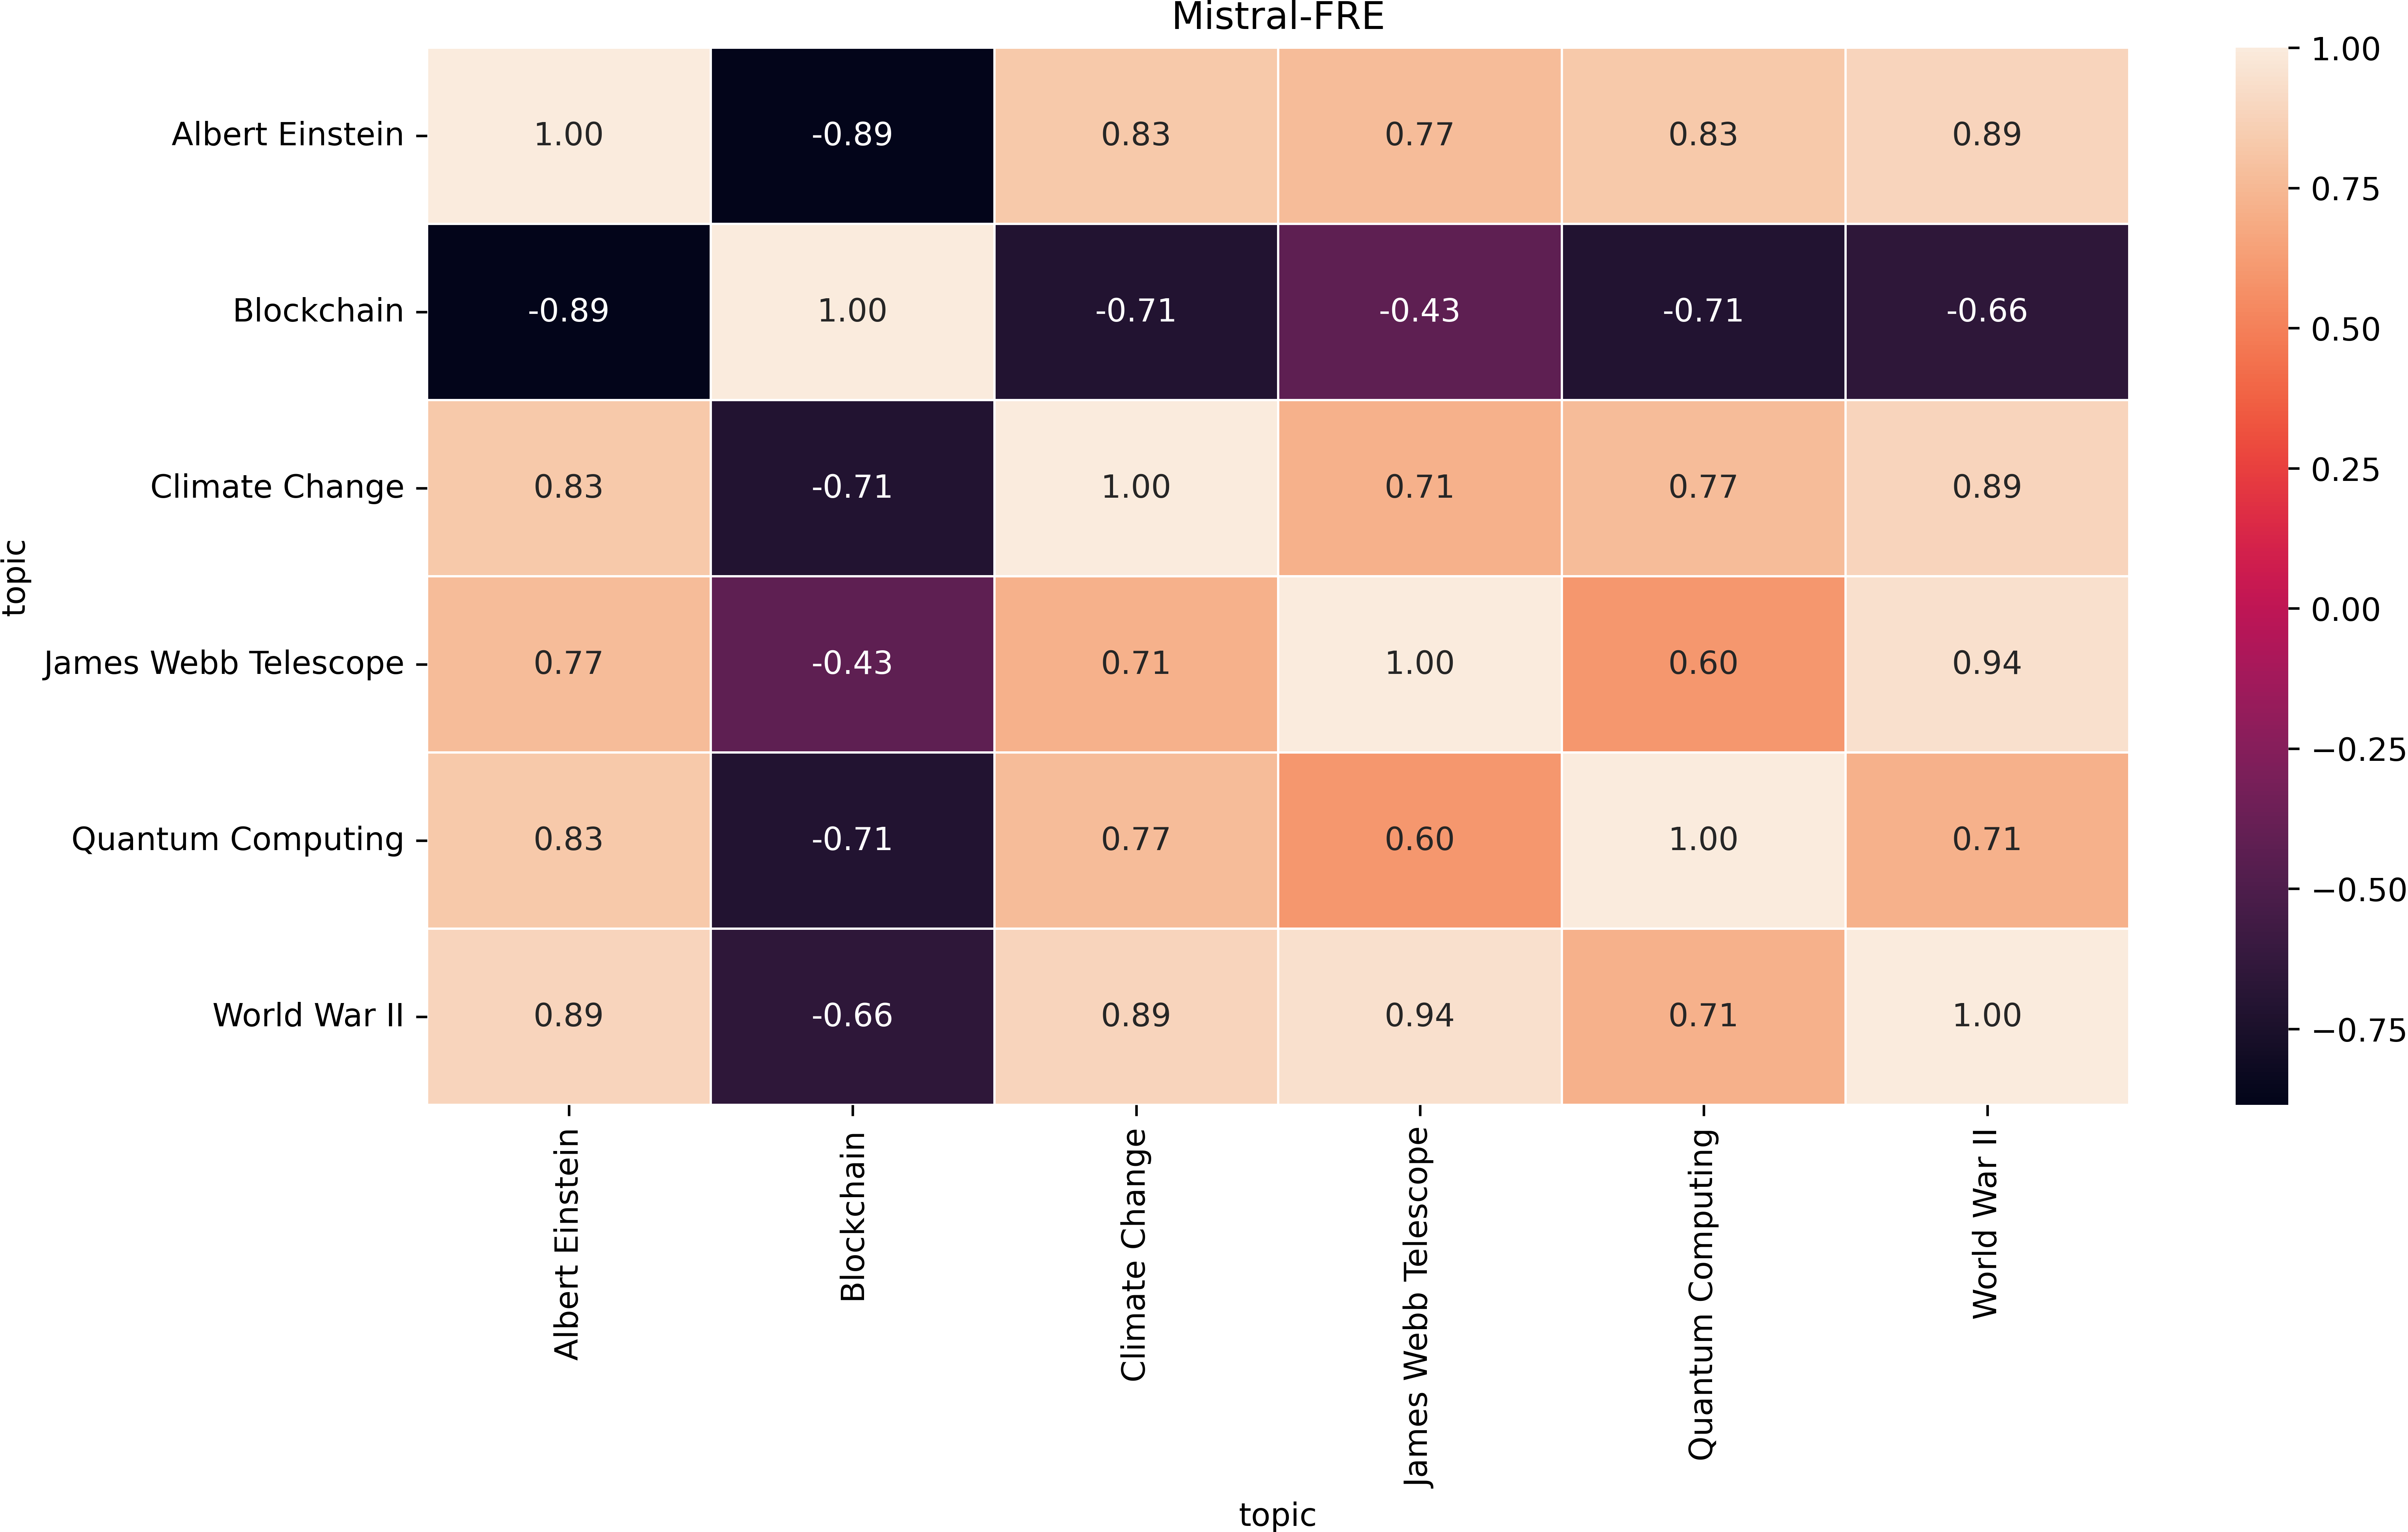 Mistral-FRE
Albert Einstein 1.00 -0.89 0.83 0.77 0.83 0.89
Blockchain -0.89 1.00 -0.71 -0.43 -0.71 -0.66
Climate Change 0.83 -0.71 1.00 0.71 0.77 0.89
James Webb Telescope 0.77 -0.43 0.71 1.00 0.60 0.94
Quantum Computing 0.83 -0.71 0.77 0.60 1.00 0.71
World War II 0.89 -0.66 0.89 0.94 0.71 1.00
topic
Albert Einstein
Blockchain
Climate Change
James Webb Telescope
Quantum Computing
World War II
topic
1.00
0.75
0.50
0.25
0.00
−0.25
−0.50
−0.75